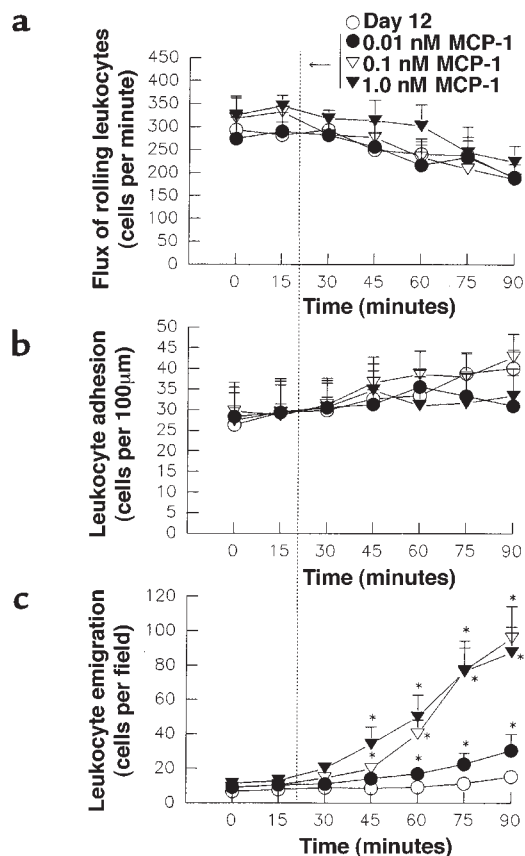 a
Day 12
0.01 nM MCP-1
0.1 nM MCP-1
1.0 nM MCP-1
Flux of rolling leukocytes
(cells per minute)
450
400
350
300
250
200
150
100
50
0
0 15 30 45 60 75 90
Time (minutes)
b
Leukocyte adhesion
(cells per 100µm)
50
45
40
35
30
25
20
15
10
5
0
0 15 30 45 60 75 90
Time (minutes)
c
Leukocyte emigration
(cells per field)
120
100
80
60
40
20
0
* * * * * * * * * * *
0 15 30 45 60 75 90
Time (minutes)